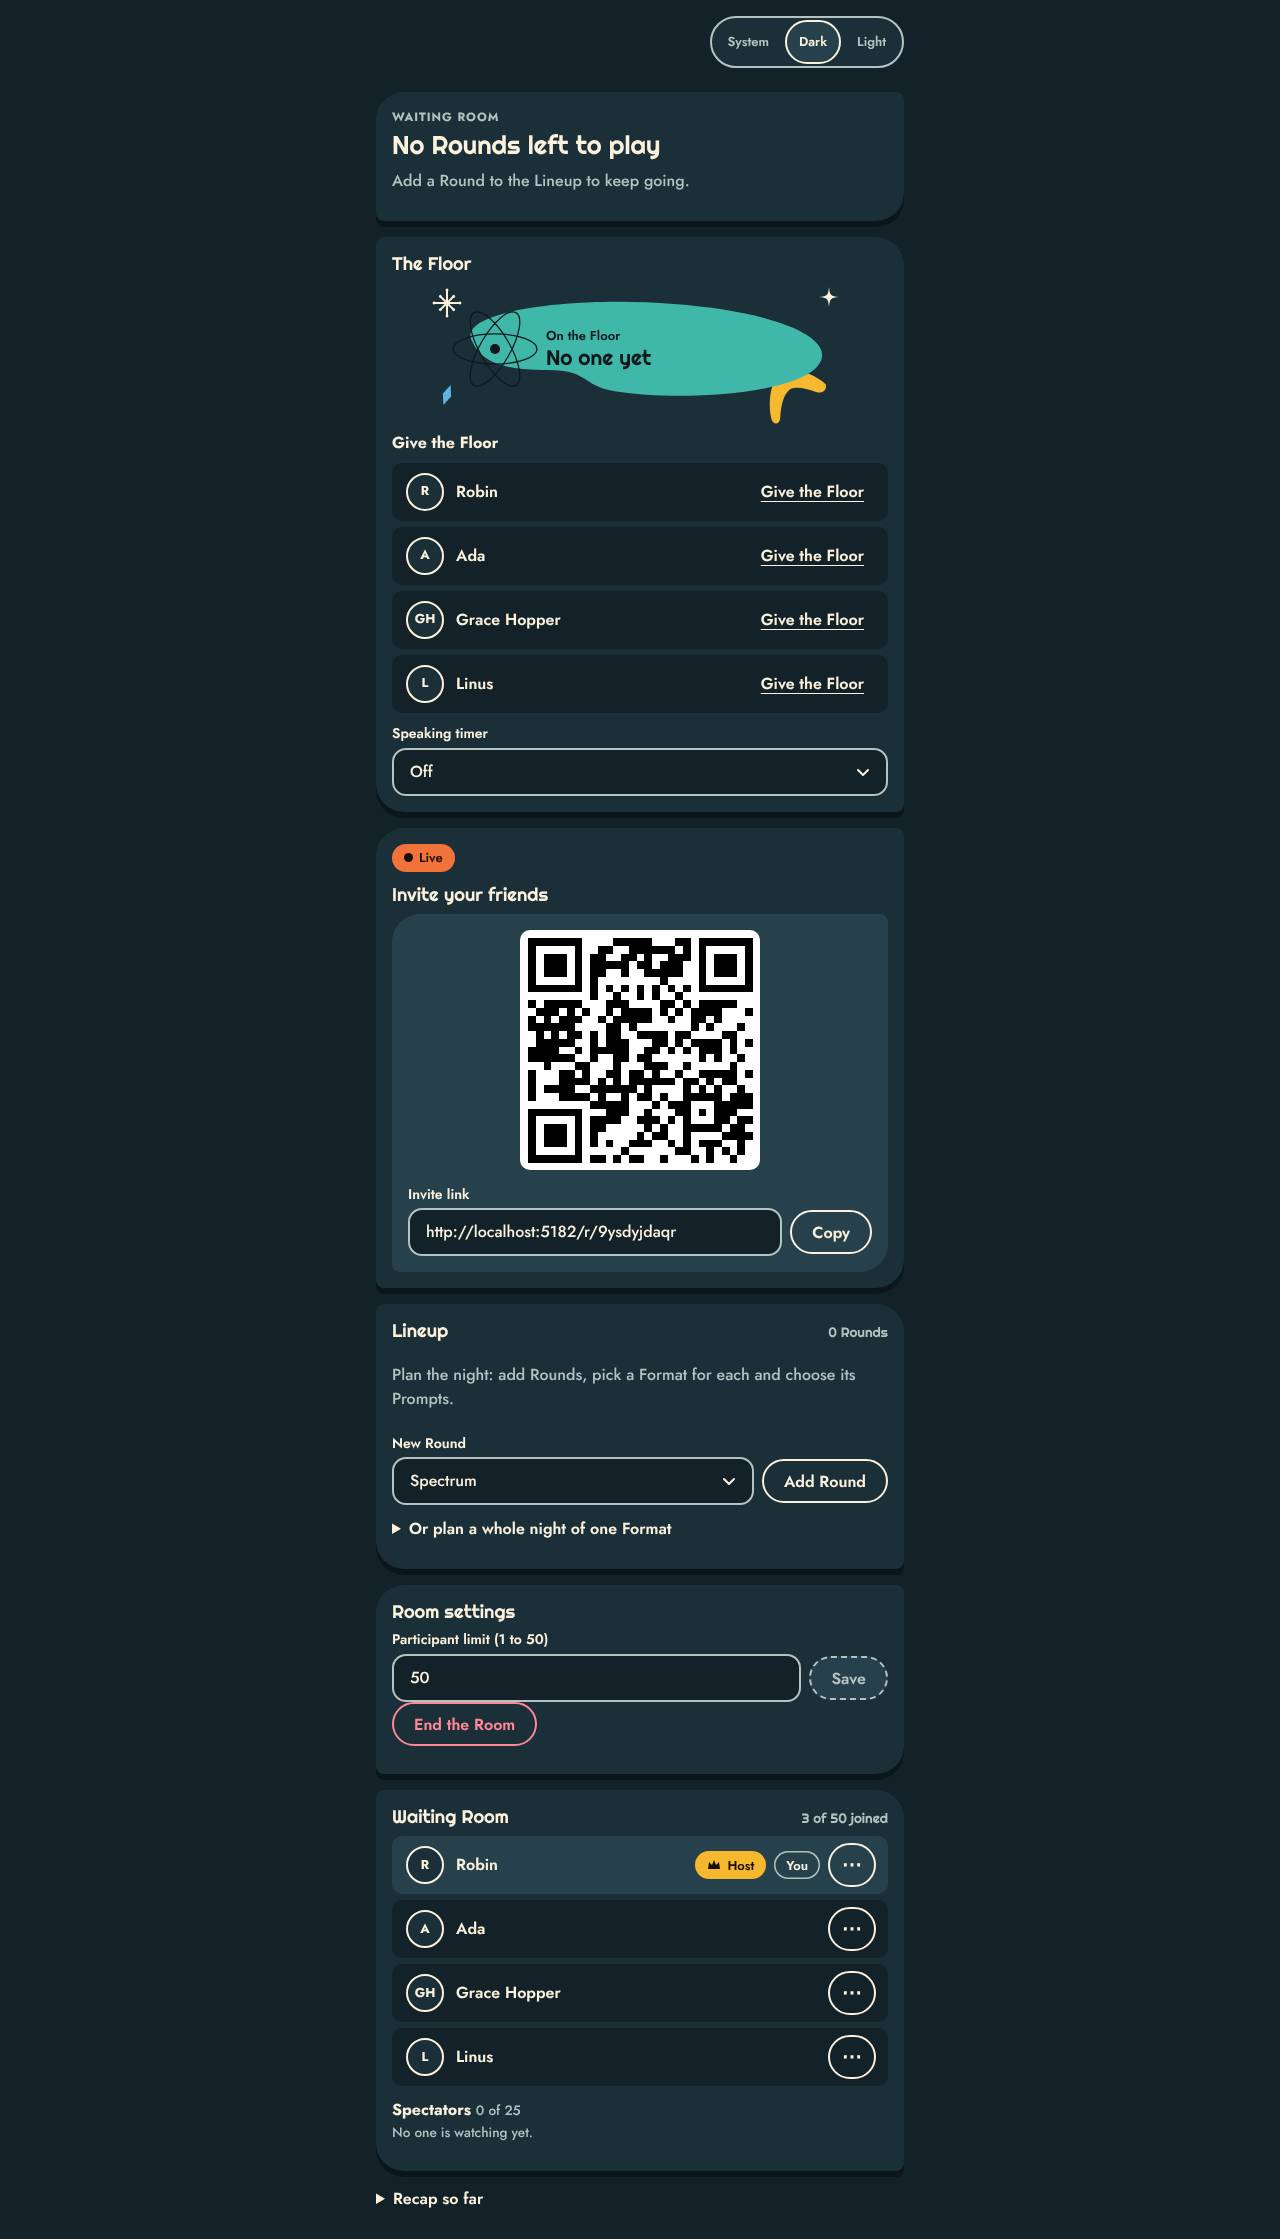 System Dark Light
WAITING ROOM
No Rounds left to play
Add a Round to the Lineup to keep going.
The Floor
On the Floor
No one yet
Give the Floor
R Robin Give the Floor
A Ada Give the Floor
GH Grace Hopper Give the Floor
L Linus Give the Floor
Speaking timer
Off
Live
Invite your friends
Invite link
http://localhost:5182/r/9ysdyjdaqr Copy
Lineup 0 Rounds
Plan the night: add Rounds, pick a Format for each and choose its
Prompts.
New Round
Spectrum Add Round
Or plan a whole night of one Format
Room settings
Participant limit (1 to 50)
50 Save
End the Room
Waiting Room 3 of 50 joined
R Robin Host You ...
A Ada ...
GH Grace Hopper ...
L Linus ...
Spectators 0 of 25
No one is watching yet.
Recap so far